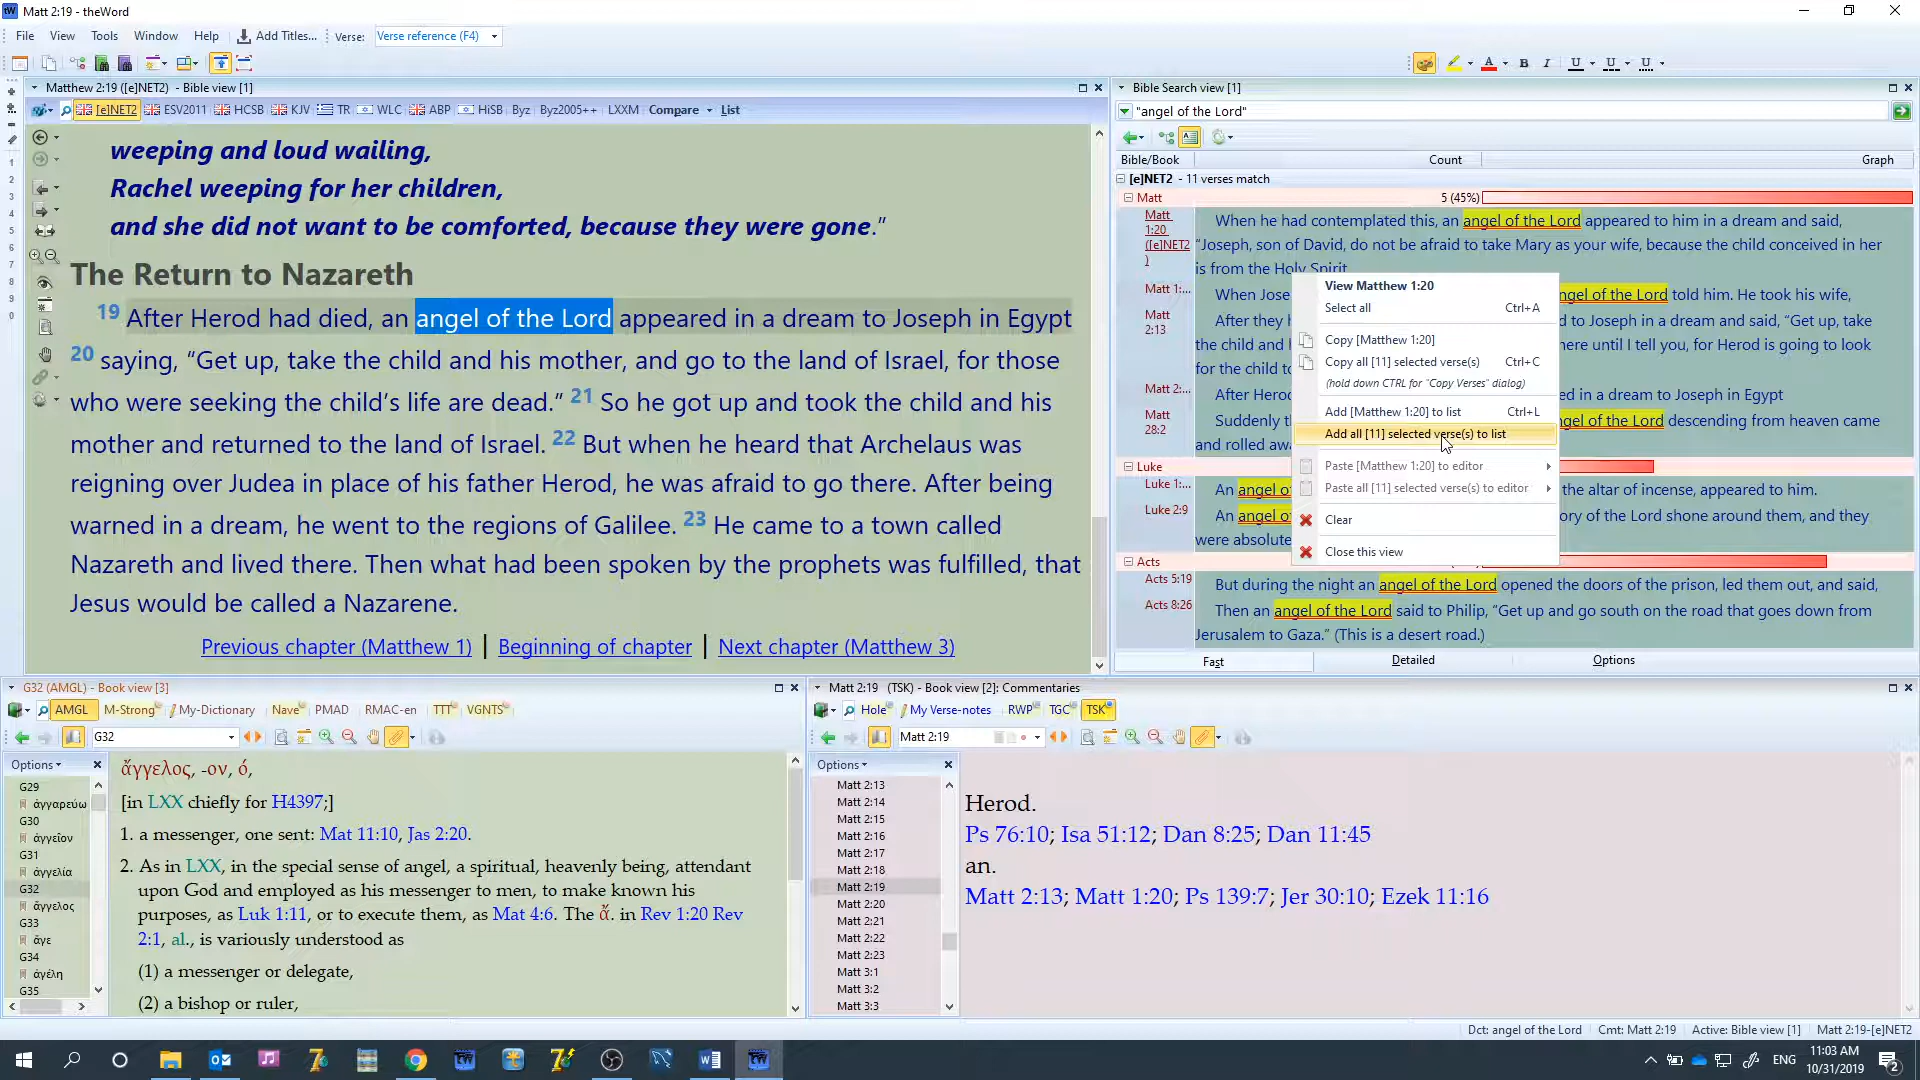 Matt 2:19 - theWord
File View Tools Window Help Add Titles... Verse: Verse reference (F4)
Matthew 2:19 ([e]NET2) - Bible view [1]
[e]NET2 ESV2011 HCSB KJV TR WLC ABP HiSB Byz Byz2005++ LXXM Compare List
weeping and loud wailing,
Rachel weeping for her children,
and she did not want to be comforted, because they were gone.”
The Return to Nazareth
19 After Herod had died, an angel of the Lord appeared in a dream to Joseph in Egypt
20 saying, “Get up, take the child and his mother, and go to the land of Israel, for those
who were seeking the child’s life are dead.” 21 So he got up and took the child and his
mother and returned to the land of Israel. 22 But when he heard that Archelaus was
reigning over Judea in place of his father Herod, he was afraid to go there. After being
warned in a dream, he went to the regions of Galilee. 23 He came to a town called
Nazareth and lived there. Then what had been spoken by the prophets was fulfilled, that
Jesus would be called a Nazarene.
Previous chapter (Matthew 1) | Beginning of chapter | Next chapter (Matthew 3)
1
2
3
4
5
6
7
8
9
0
A B I U U U
Bible Search view [1]
"angel of the Lord"
Bible/Book Count Graph
[e]NET2 - 11 verses match
Matt 5 (45%)
Matt 1:20 ([e]NET2) When he had contemplated this, an angel of the Lord appeared to him in a dream and said,
“Joseph, son of David, do not be afraid to take Mary as your wife, because the child conceived in her
is from the Holy Spirit
Matt 1:... When Jose ngel of the Lord told him. He took his wife,
Matt 2:13 After they h d to Joseph in a dream and said, “Get up, take
the child and h ere until I tell you, for Herod is going to look
for the child to
Matt 2:... After Hero d in a dream to Joseph in Egypt
Matt 28:2 Suddenly t ngel of the Lord descending from heaven came
and rolled awa
Luke
Luke 1:... An angel o the altar of incense, appeared to him.
Luke 2:9 An angel o ory of the Lord shone around them, and they
were absolute
Acts
Acts 5:19 But during the night an angel of the Lord opened the doors of the prison, led them out, and said,
Acts 8:26 Then an angel of the Lord said to Philip, “Get up and go south on the road that goes down from
Jerusalem to Gaza.” (This is a desert road.)
Fast Detailed Options
View Matthew 1:20
Select all Ctrl+A
Copy [Matthew 1:20]
Copy all [11] selected verse(s) Ctrl+C
(hold down CTRL for "Copy Verses" dialog)
Add [Matthew 1:20] to list Ctrl+L
Add all [11] selected verse(s) to list
Paste [Matthew 1:20] to editor
Paste all [11] selected verse(s) to editor
Clear
Close this view
G32 (AMGL) - Book view [3]
AMGL M-Strong My-Dictionary Nave PMAD RMAC-en TTT VGNTS
G32
Options
G29
ἀγγαρεύω
G30
ἀγγεῖον
G31
ἀγγελία
G32
ἄγγελος
G33
ἄγε
G34
ἀγέλη
G35
ἄγγελος, -ου, ὁ,
[in LXX chiefly for H4397;]
1. a messenger, one sent: Mat 11:10, Jas 2:20.
2. As in LXX, in the special sense of angel, a spiritual, heavenly being, attendant
upon God and employed as his messenger to men, to make known his
purposes, as Luk 1:11, or to execute them, as Mat 4:6. The ἄ. in Rev 1:20 Rev
2:1, al., is variously understood as
(1) a messenger or delegate,
(2) a bishop or ruler,
Matt 2:19 (TSK) - Book view [2]: Commentaries
Hole My Verse-notes RWP TGC TSK
Matt 2:19
Options
Matt 2:13
Matt 2:14
Matt 2:15
Matt 2:16
Matt 2:17
Matt 2:18
Matt 2:19
Matt 2:20
Matt 2:21
Matt 2:22
Matt 2:23
Matt 3:1
Matt 3:2
Matt 3:3
Herod.
Ps 76:10; Isa 51:12; Dan 8:25; Dan 11:45
an.
Matt 2:13; Matt 1:20; Ps 139:7; Jer 30:10; Ezek 11:16
Dct: angel of the Lord Cmt: Matt 2:19 Active: Bible view [1] Matt 2:19-[e]NET2
ENG 11:03 AM
10/31/2019
2